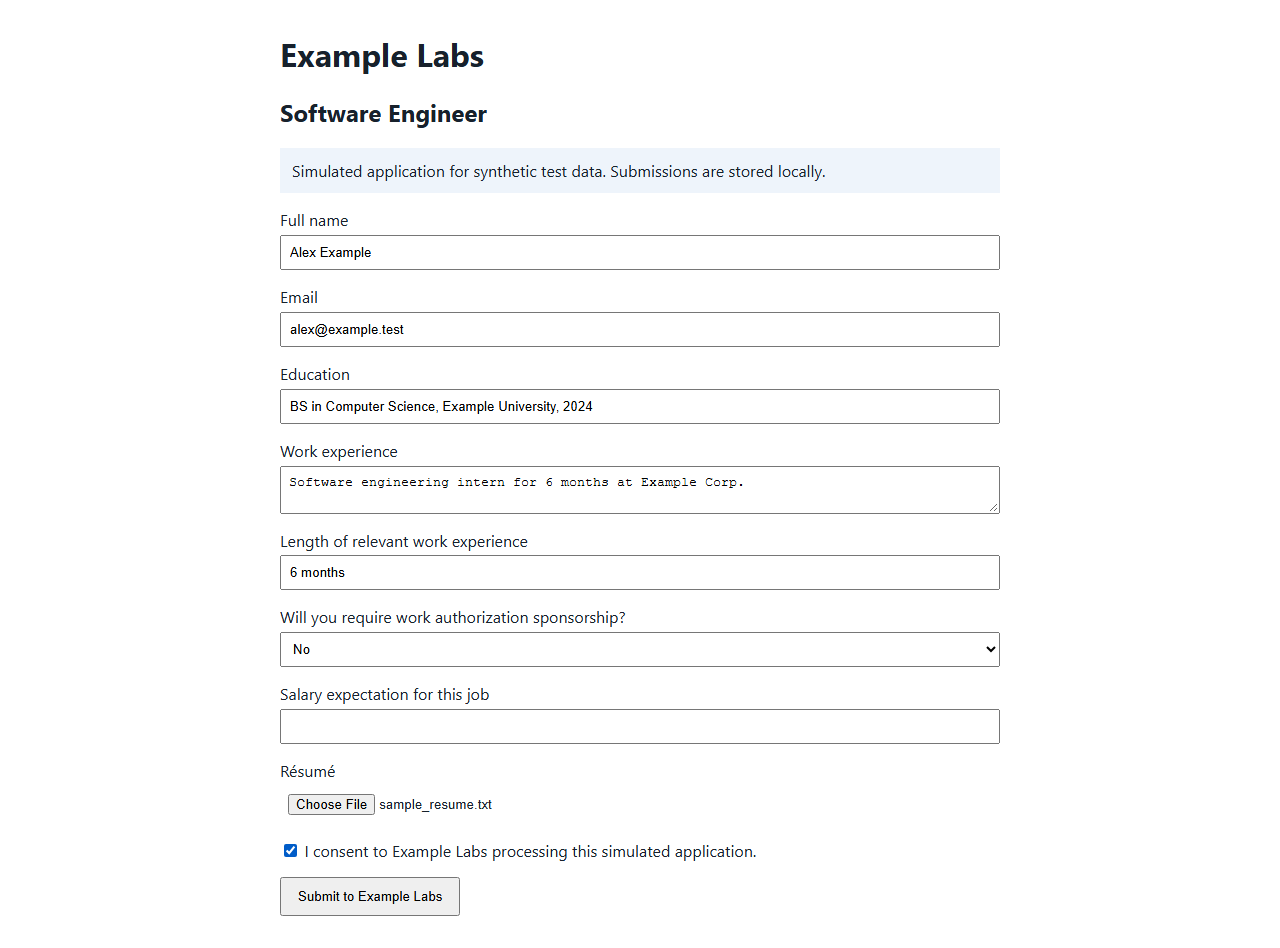 Example Labs
Software Engineer
Simulated application for synthetic test data. Submissions are stored locally.
Full name
Alex Example
Email
alex@example.test
Education
BS in Computer Science, Example University, 2024
Work experience
Software engineering intern for 6 months at Example Corp.
Length of relevant work experience
6 months
Will you require work authorization sponsorship?
No
Salary expectation for this job
Résumé
Choose File sample_resume.txt
I consent to Example Labs processing this simulated application.
Submit to Example Labs